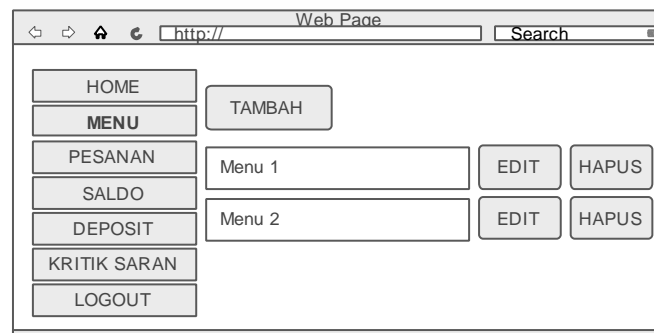 Web Page
http://
Search
HOME
MENU
PESANAN
SALDO
DEPOSIT
KRITIK SARAN
LOGOUT
TAMBAH
Menu 1 EDIT HAPUS
Menu 2 EDIT HAPUS